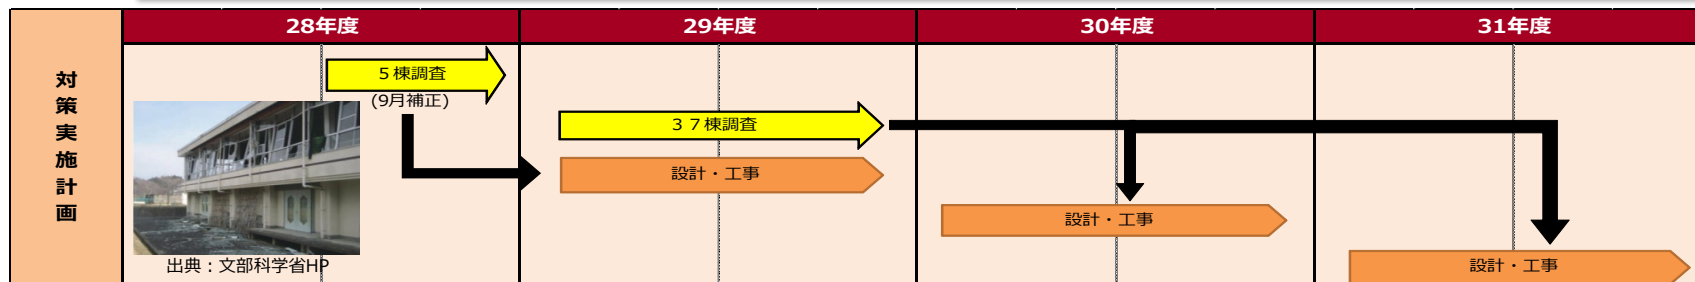 28年度
29年度
30年度
31年度
対策実施計画
５棟調査
(9月補正)
３７棟調査
設計・工事
設計・工事
設計・工事
出典：文部科学省HP